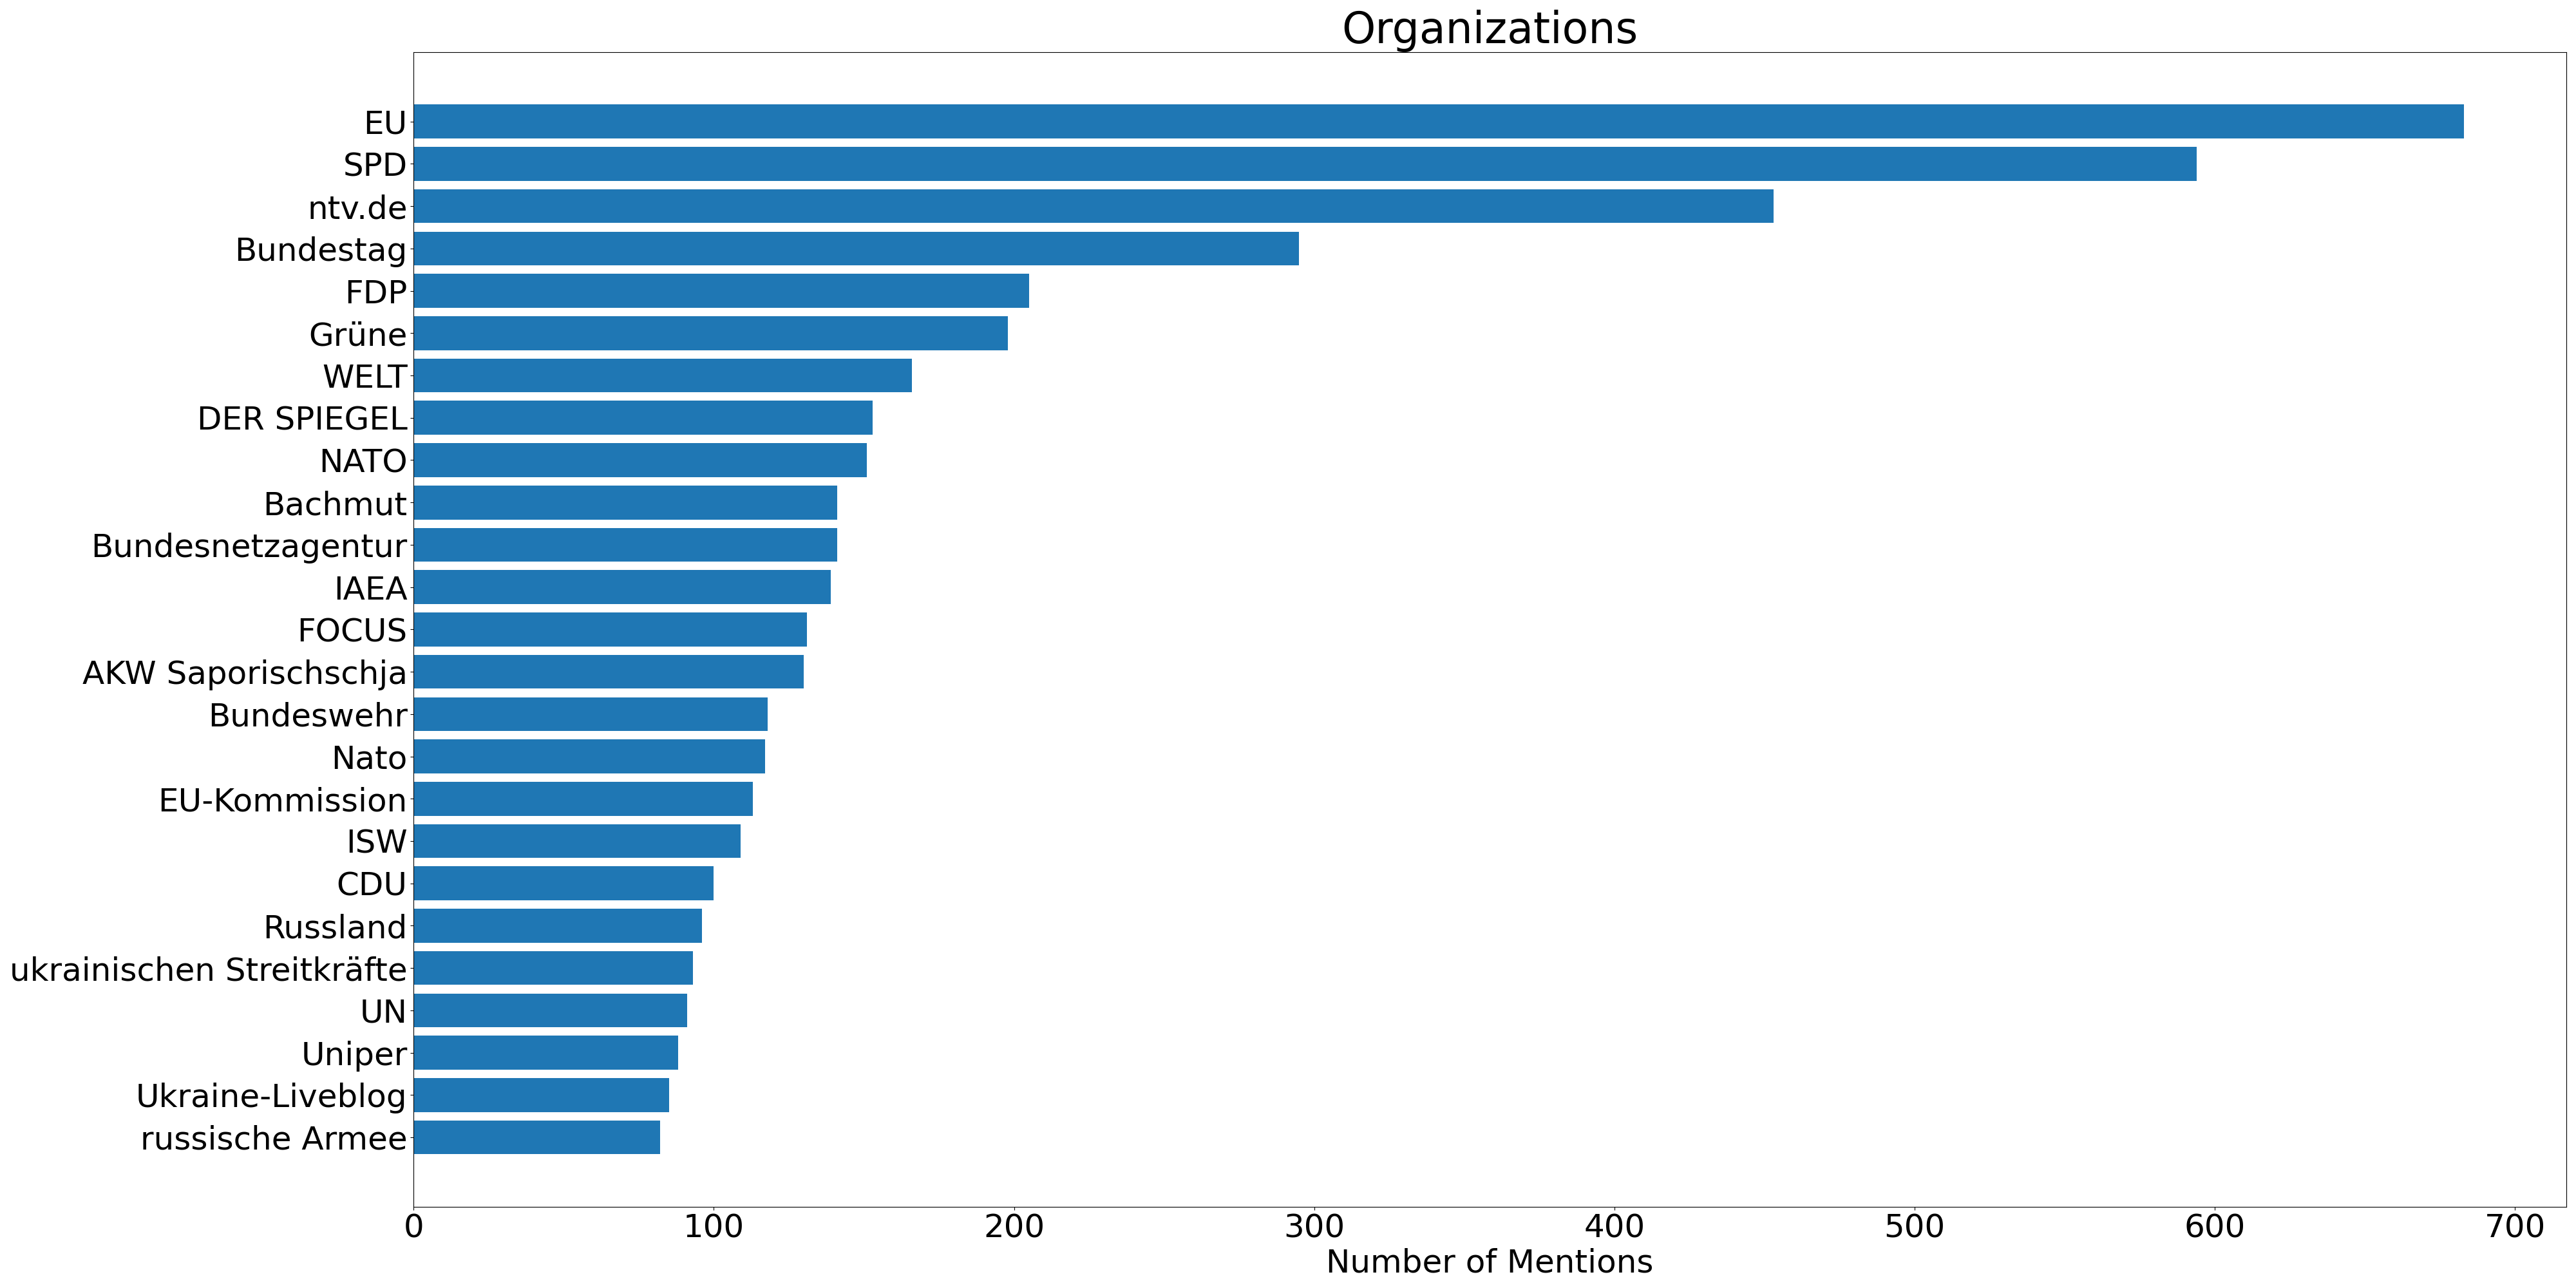 Organizations
EU
SPD
ntv.de
Bundestag
FDP
Grüne
WELT
DER SPIEGEL
NATO
Bachmut
Bundesnetzagentur
IAEA
FOCUS
AKW Saporischschja
Bundeswehr
Nato
EU-Kommission
ISW
CDU
Russland
ukrainischen Streitkräfte
UN
Uniper
Ukraine-Liveblog
russische Armee
0 100 200 300 400 500 600 700
Number of Mentions